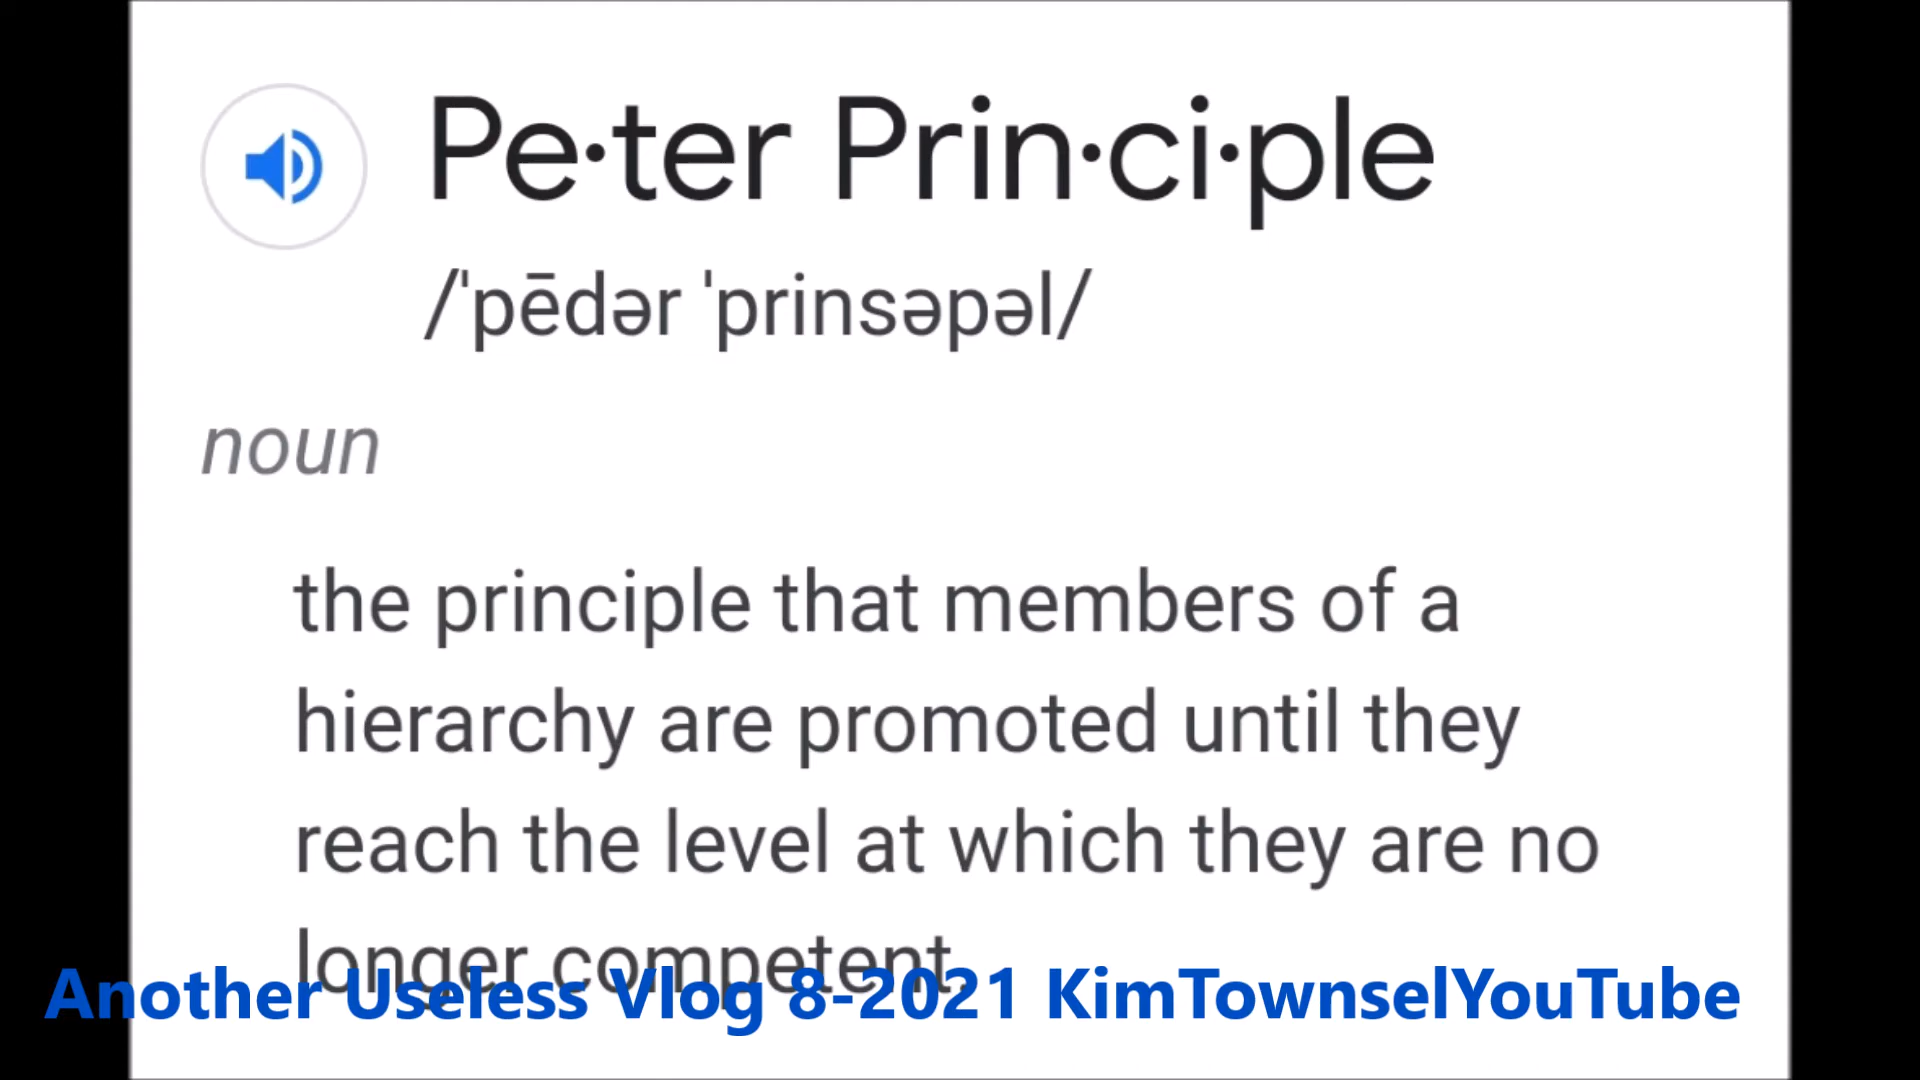 Pe·ter Prin·ci·ple
/ˈpēdər ˈprinsəpəl/
noun
the principle that members of a
hierarchy are promoted until they
reach the level at which they are no
longer competent.
Another Useless Vlog 8-2021 KimTownselYouTube